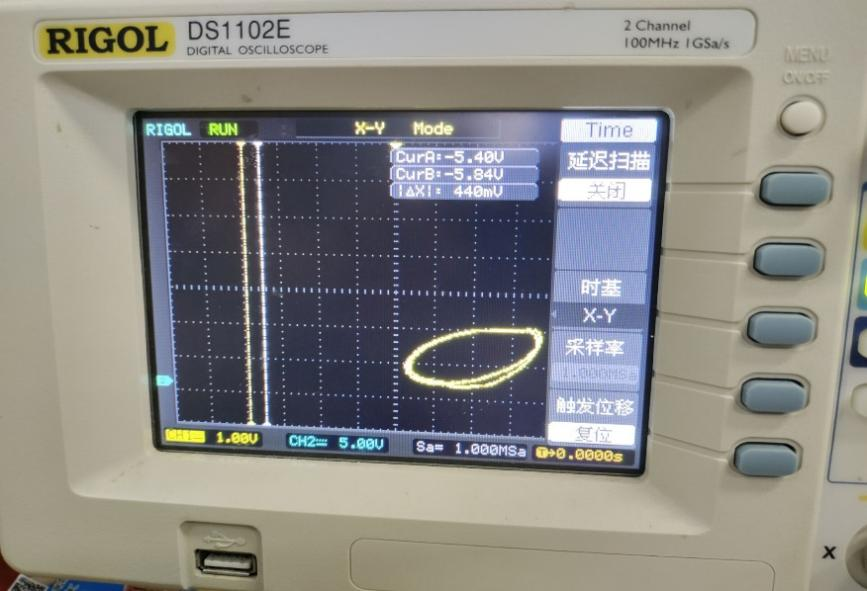 RIGOL DS1102E
DIGITAL OSCILLOSCOPE
2 Channel
100MHz 1GSa/s
MENU
ON/OFF
RIGOL RUN X-Y Mode Time
CurA:-5.40V
CurB:-5.84V
|ΔX|: 440mV
延迟扫描
关闭
时基
X-Y
采样率
1.000MSa
触发位移
复位
CH1 1.00V CH2 5.00V Sa= 1.000MSa T→0.0000s
X